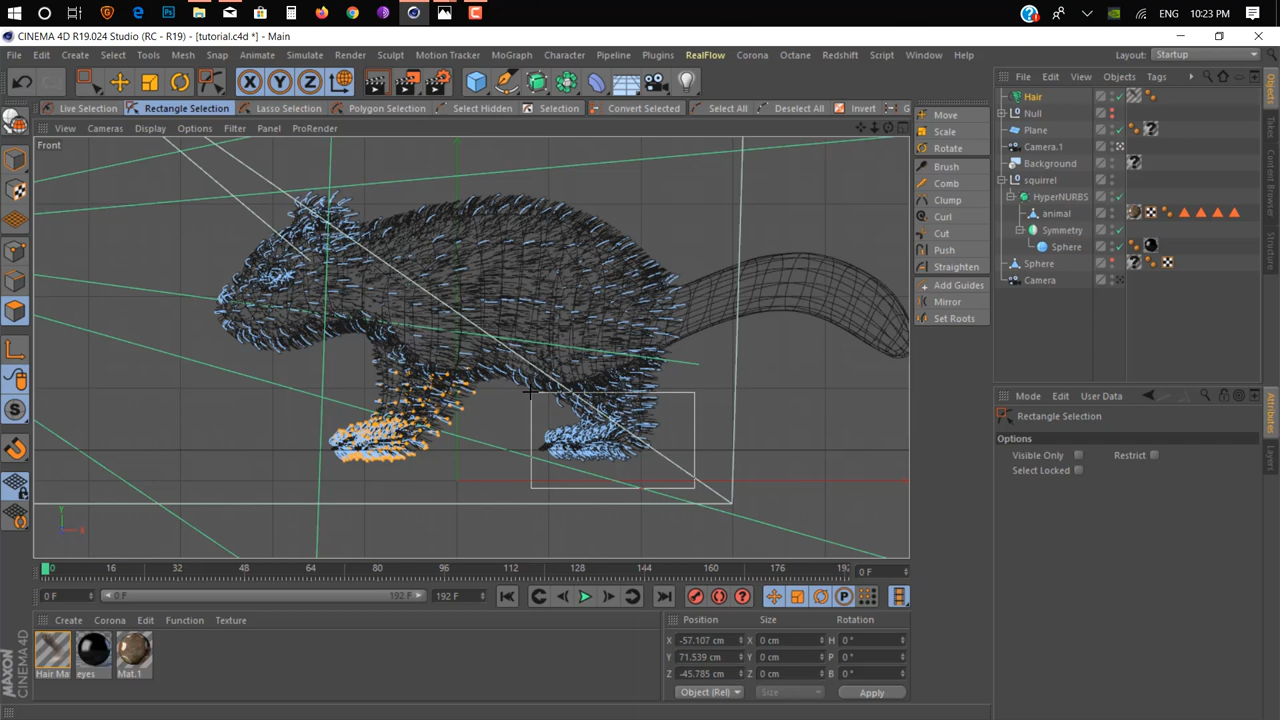 ENG 10:23 PM
CINEMA 4D R19.024 Studio (RC - R19) - [tutorial.c4d *] - Main
File Edit Create Select Tools Mesh Snap Animate Simulate Render Sculpt Motion Tracker MoGraph Character Pipeline Plugins RealFlow Corona Octane Redshift Script Window Help Layout: Startup
File Edit View Objects Tags
Live Selection Rectangle Selection Lasso Selection Polygon Selection Select Hidden Selection Convert Selected Select All Deselect All Invert G
View Cameras Display Options Filter Panel ProRender
Front
Move
Scale
Rotate
Brush
Comb
Clump
Curl
Cut
Push
Straighten
Add Guides
Mirror
Set Roots
Hair
Null
Plane
Camera.1
Background
squirrel
HyperNURBS
animal
Symmetry
Sphere
Sphere
Camera
Objects
Takes
Content Browser
Structure
Mode Edit User Data
Rectangle Selection
Options
Visible Only Restrict
Select Locked
Attributes
Layers
Y
X
0 16 32 48 64 80 96 112 128 144 160 176 192 0 F
0 F 0 F 192 F 192 F
Create Corona Edit Function Texture
Hair Ma eyes Mat.1
Position Size Rotation
X -57.107 cm X 0 cm H 0 °
Y 71.539 cm Y 0 cm P 0 °
Z -45.785 cm Z 0 cm B 0 °
Object (Rel) Size Apply
MAXON
CINEMA 4D